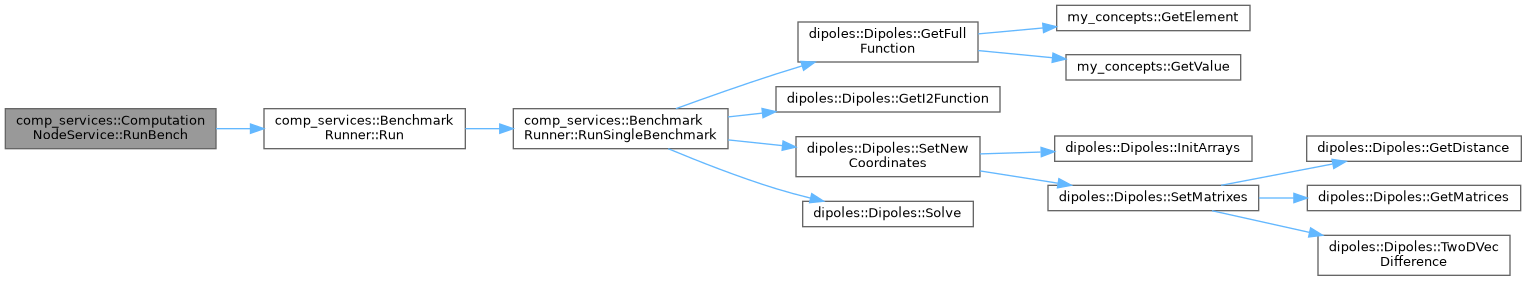 comp_services::Computation
NodeService::RunBench
comp_services::Benchmark
Runner::Run
comp_services::Benchmark
Runner::RunSingleBenchmark
dipoles::Dipoles::GetFull
Function
my_concepts::GetElement
my_concepts::GetValue
dipoles::Dipoles::GetI2Function
dipoles::Dipoles::SetNew
Coordinates
dipoles::Dipoles::InitArrays
dipoles::Dipoles::SetMatrixes
dipoles::Dipoles::GetDistance
dipoles::Dipoles::GetMatrices
dipoles::Dipoles::TwoDVec
Difference
dipoles::Dipoles::Solve